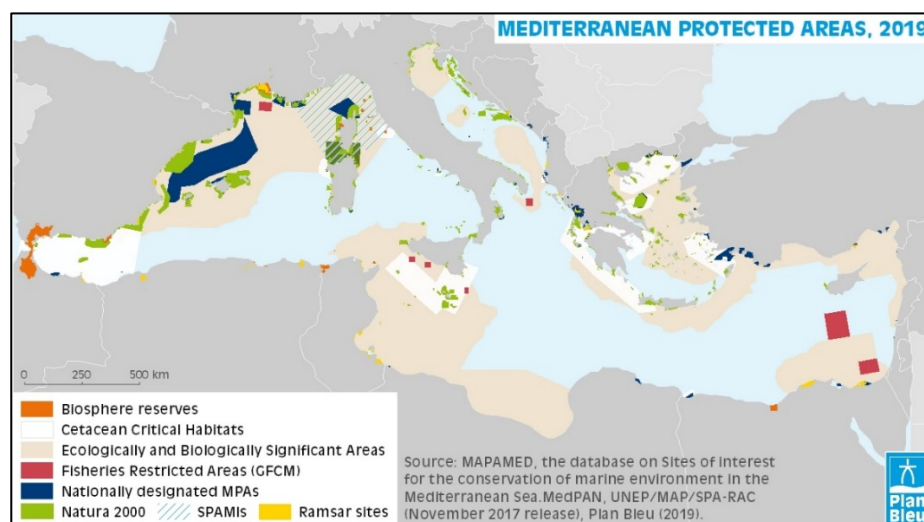 MEDITERRANEAN PROTECTED AREAS, 2019
0 250 500 km
Biosphere reserves
Cetacean Critical Habitats
Ecologically and Biologically Significant Areas
Fisheries Restricted Areas (GFCM)
Nationally designated MPAs
Natura 2000 SPAMIs Ramsar sites
Source: MAPAMED, the database on Sites of Interest
for the conservation of marine environment in the
Mediterranean Sea.MedPAN, UNEP/MAP/SPA-RAC
(November 2017 release), Plan Bleu (2019).
Plan
Bleu